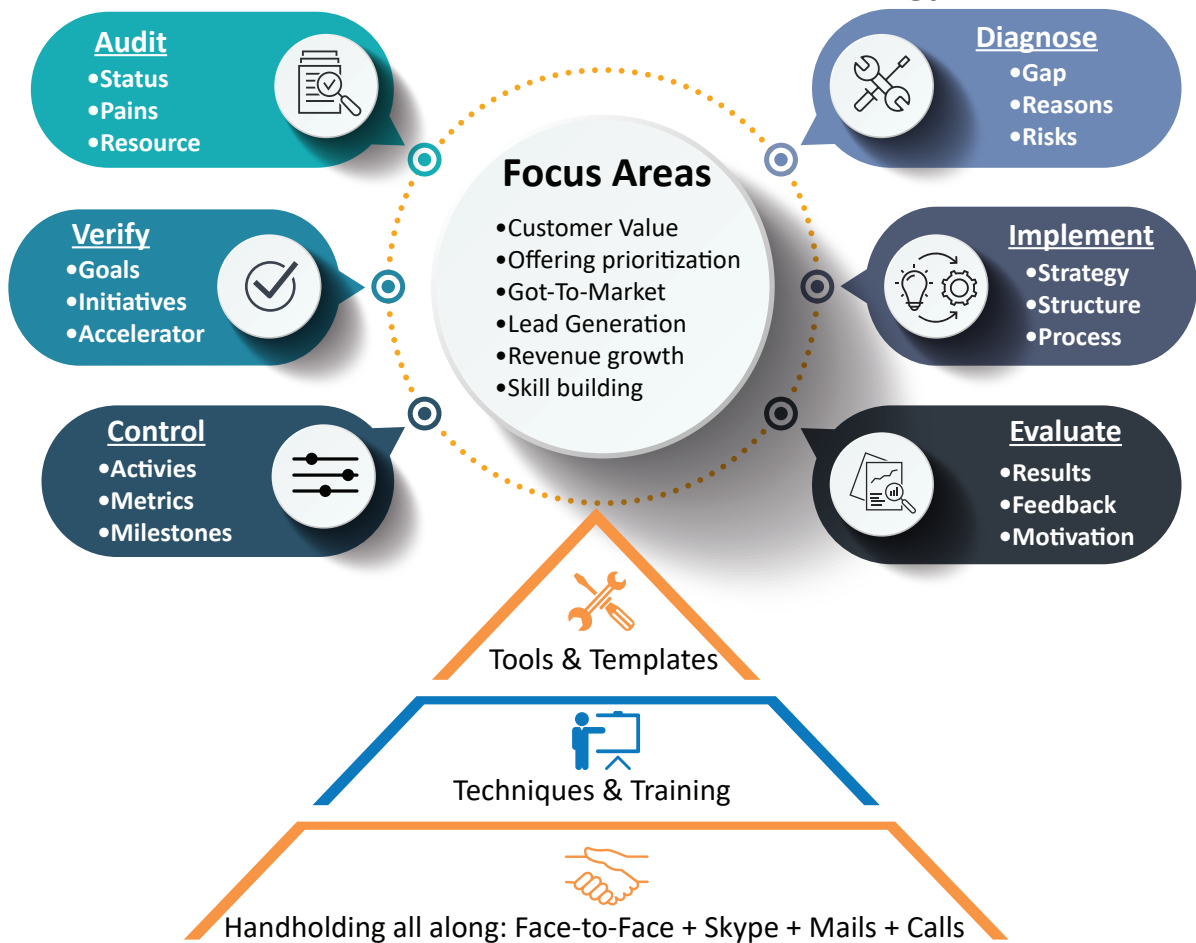 Audit
•Status
•Pains
•Resource
Diagnose
•Gap
•Reasons
•Risks
Verify
•Goals
•Initiatives
•Accelerator
Focus Areas
•Customer Value
•Offering prioritization
•Got-To-Market
•Lead Generation
•Revenue growth
•Skill building
Implement
•Strategy
•Structure
•Process
Control
•Activies
•Metrics
•Milestones
Evaluate
•Results
•Feedback
•Motivation
Tools & Templates
Techniques & Training
Handholding all along: Face-to-Face + Skype + Mails + Calls